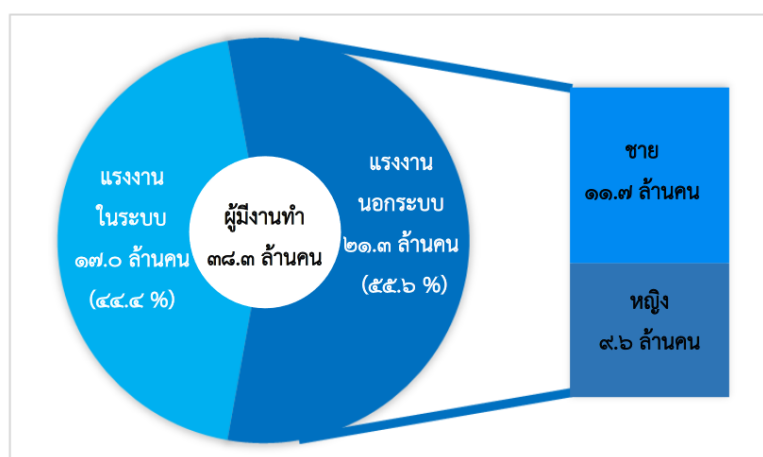 แรงงาน
ในระบบ
๑๗.๐ ล้านคน
(๔๔.๔ %)
ผู้มีงานทำ
๓๘.๓ ล้านคน
แรงงาน
นอกระบบ
๒๑.๓ ล้านคน
(๕๕.๖ %)
ชาย
๑๑.๗ ล้านคน
หญิง
๙.๖ ล้านคน